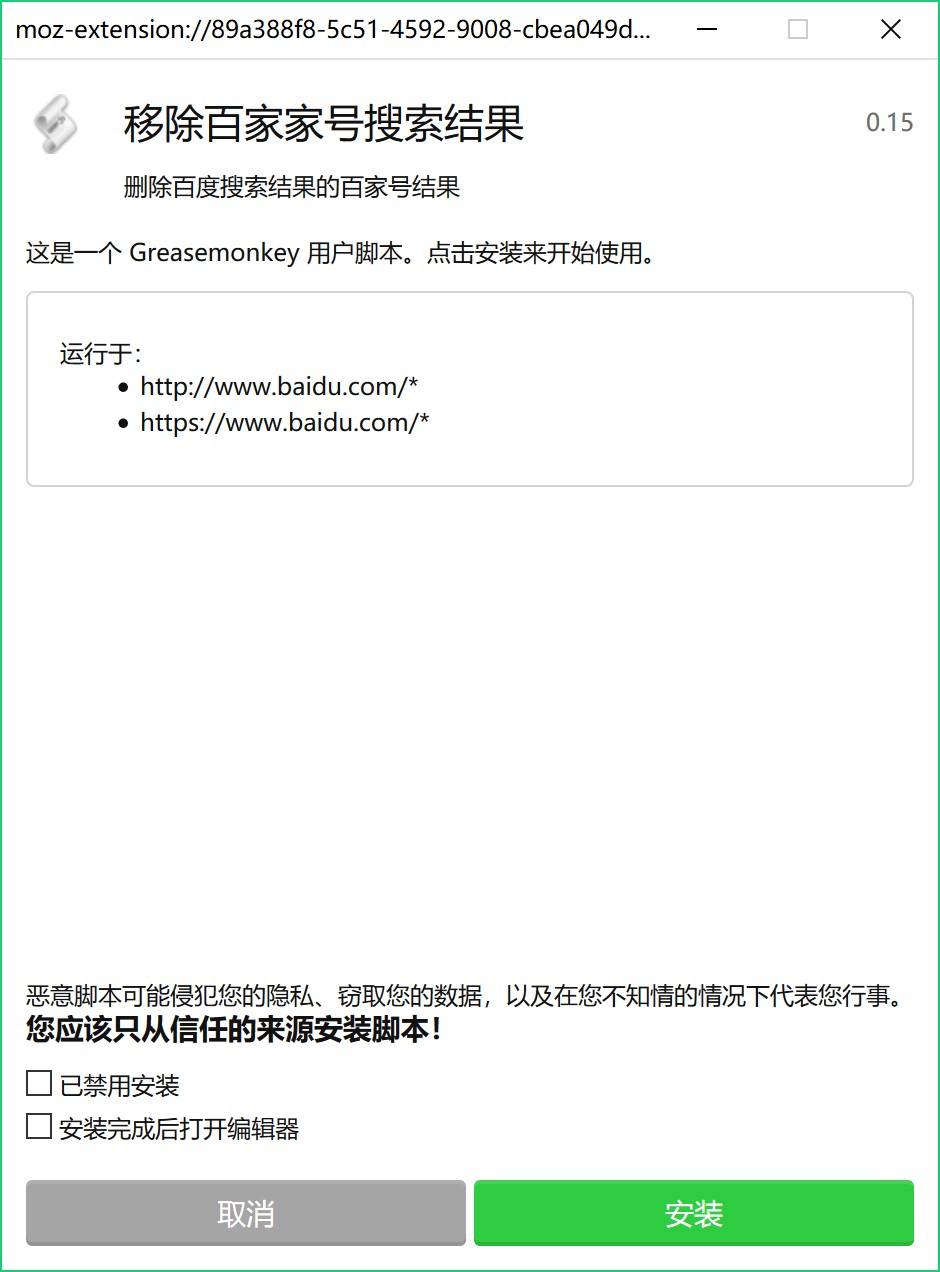 moz-extension://89a388f8-5c51-4592-9008-cbea049d...
移除百家家号搜索结果
0.15
删除百度搜索结果的百家号结果
这是一个 Greasemonkey 用户脚本。点击安装来开始使用。
运行于：
http://www.baidu.com/*
https://www.baidu.com/*
恶意脚本可能侵犯您的隐私、窃取您的数据，以及在您不知情的情况下代表您行事。
您应该只从信任的来源安装脚本！
已禁用安装
安装完成后打开编辑器
取消
安装